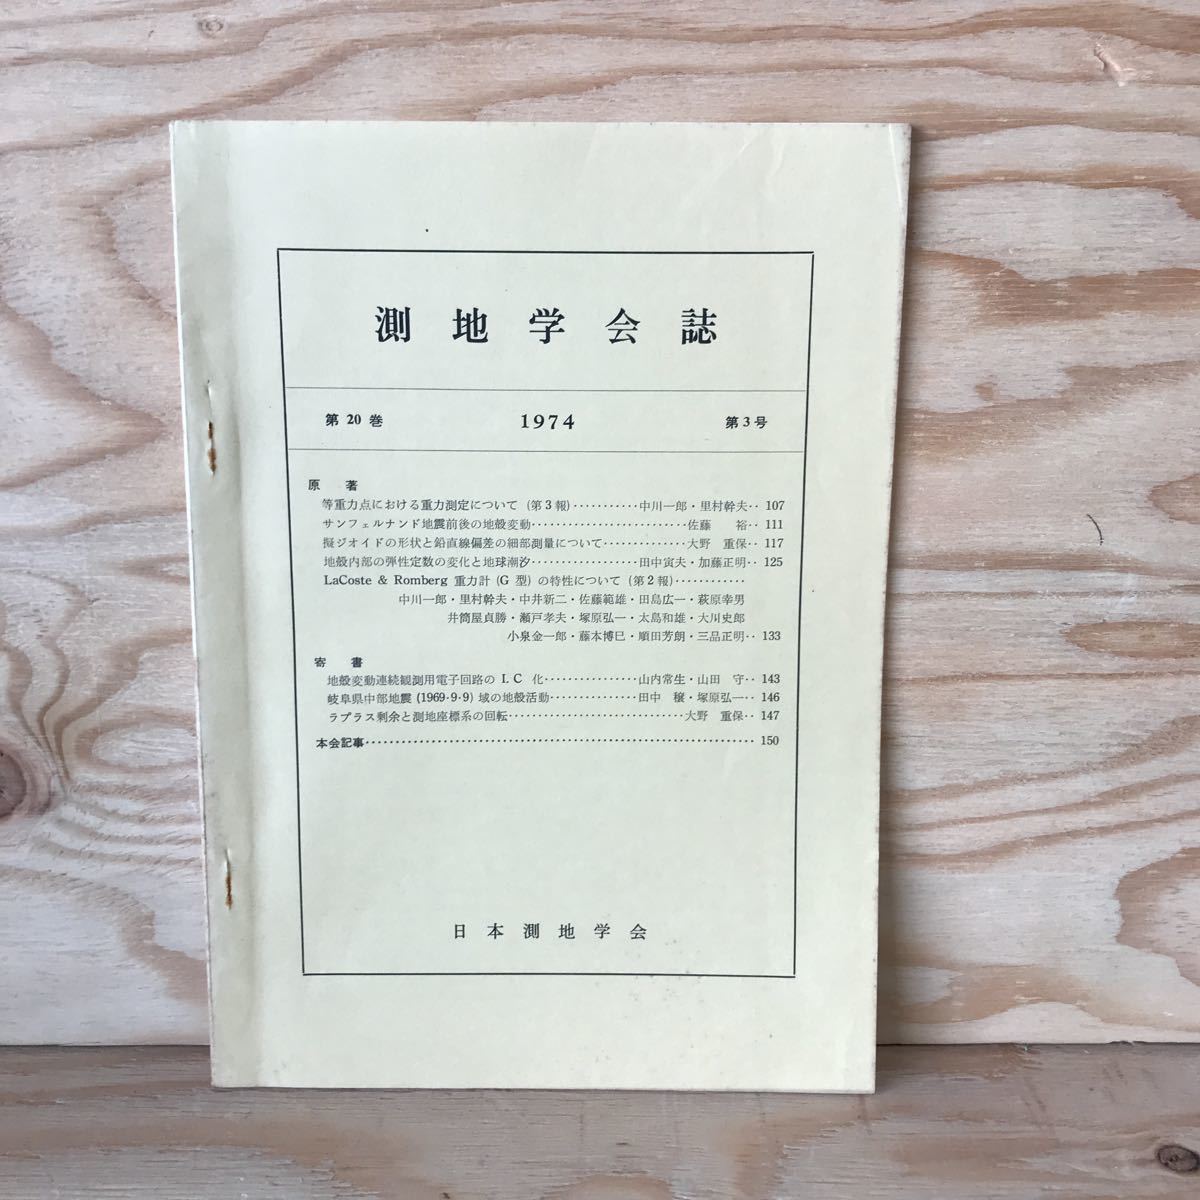 測地学会誌
第20巻 1974 第3号
原著
等重力点における重力測定について (第3報)・・・・・・・・・・・中川一郎・里村幹夫・・107
サンフェルナンド地震前後の地殻変動・・・・・・・・・・・・・・・・・・・・・・・・・・佐藤 裕・・111
擬ジオイドの形状と鉛直線偏差の細部測量について・・・・・・・・・・・・・・大野 重保・・117
地殻内部の弾性定数の変化と地球潮汐・・・・・・・・・・・・・・・・・・田中寅夫・加藤正明・・125
LaCoste & Romberg 重力計 (G 型) の特性について (第2報)・・・・・・・・・・・・
中川一郎・里村幹夫・中井新二・佐藤範雄・田島広一・萩原幸男
井筒屋貞勝・瀬戸孝夫・塚原弘一・太島和雄・大川史郎
小泉金一郎・藤本博巳・順田芳朗・三品正明・・133
寄書
地殻変動連続観測用電子回路の I.C 化・・・・・・・・・・・・・・・山内常生・山田 守・・143
岐阜県中部地震 (1969・9・9) 域の地殻活動・・・・・・・・・・・・・・田中 穣・塚原弘一・・146
ラプラス剰余と測地座標系の回転・・・・・・・・・・・・・・・・・・・・・・・・・・・・・大野 重保・・147
本会記事・・・・・・・・・・・・・・・・・・・・・・・・・・・・・・・・・・・・・・・・・・・・・・・・・・・・・・・・・・・・・・・・・150
日本測地学会